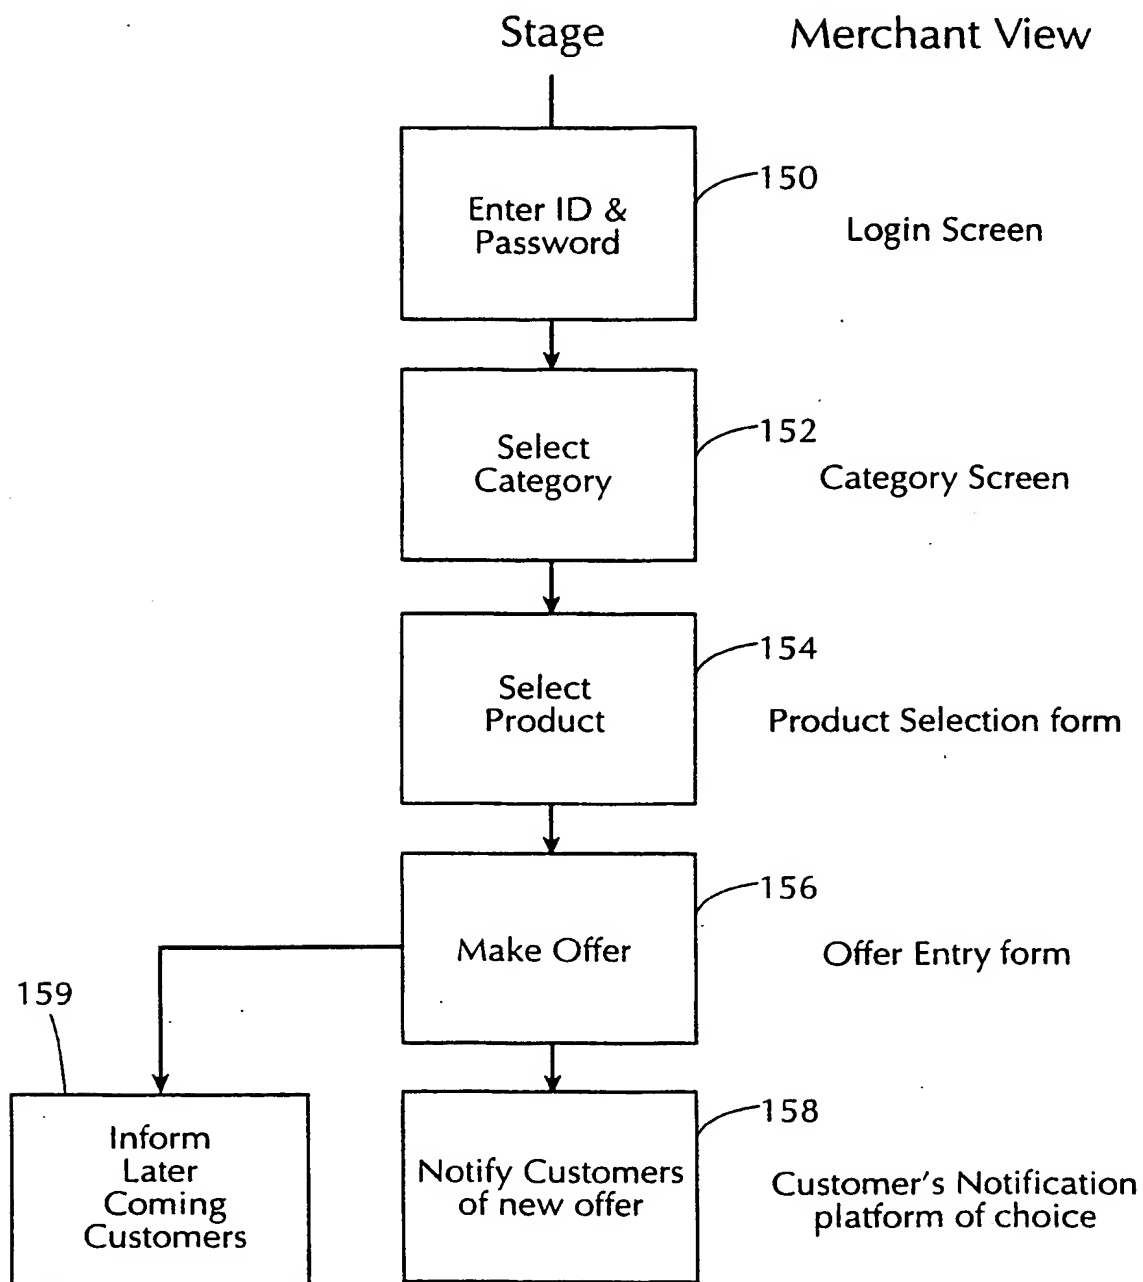 Stage
Merchant View
150
Enter ID &
Password
Login Screen
152
Select
Category
Category Screen
154
Select
Product
Product Selection form
156
Make Offer
Offer Entry form
159
Inform
Later
Coming
Customers
158
Notify Customers
of new offer
Customer's Notification
platform of choice